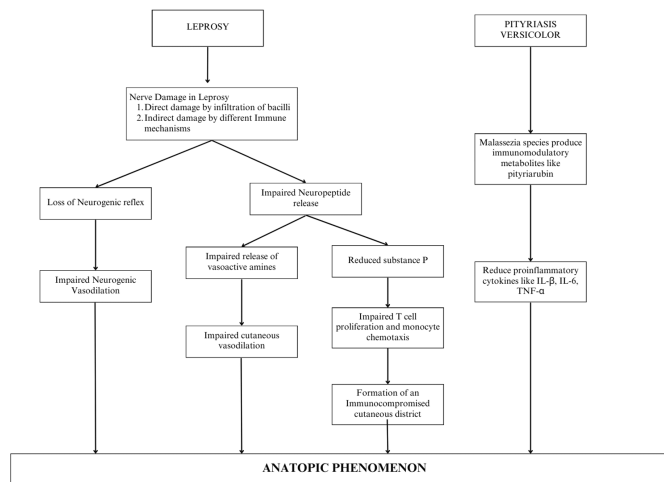 LEPROSY
PITYRIASIS
VERSICOLOR
Nerve Damage in Leprosy
1. Direct damage by infiltration of bacilli
2. Indirect damage by different Immune
mechanisms
Malassezia species produce
immunomodulatory
metabolites like
pityriarubin
Loss of Neurogenic reflex
Impaired Neuropeptide
release
Impaired release of
vasoactive amines
Reduced substance P
Impaired Neurogenic
Vasodilation
Reduce proinflammatory
cytokines like IL-β, IL-6,
TNF-α
Impaired cutaneous
vasodilation
Impaired T cell
proliferation and monocyte
chemotaxis
Formation of an
Immunocompromised
cutaneous district
ANATOPIC PHENOMENON